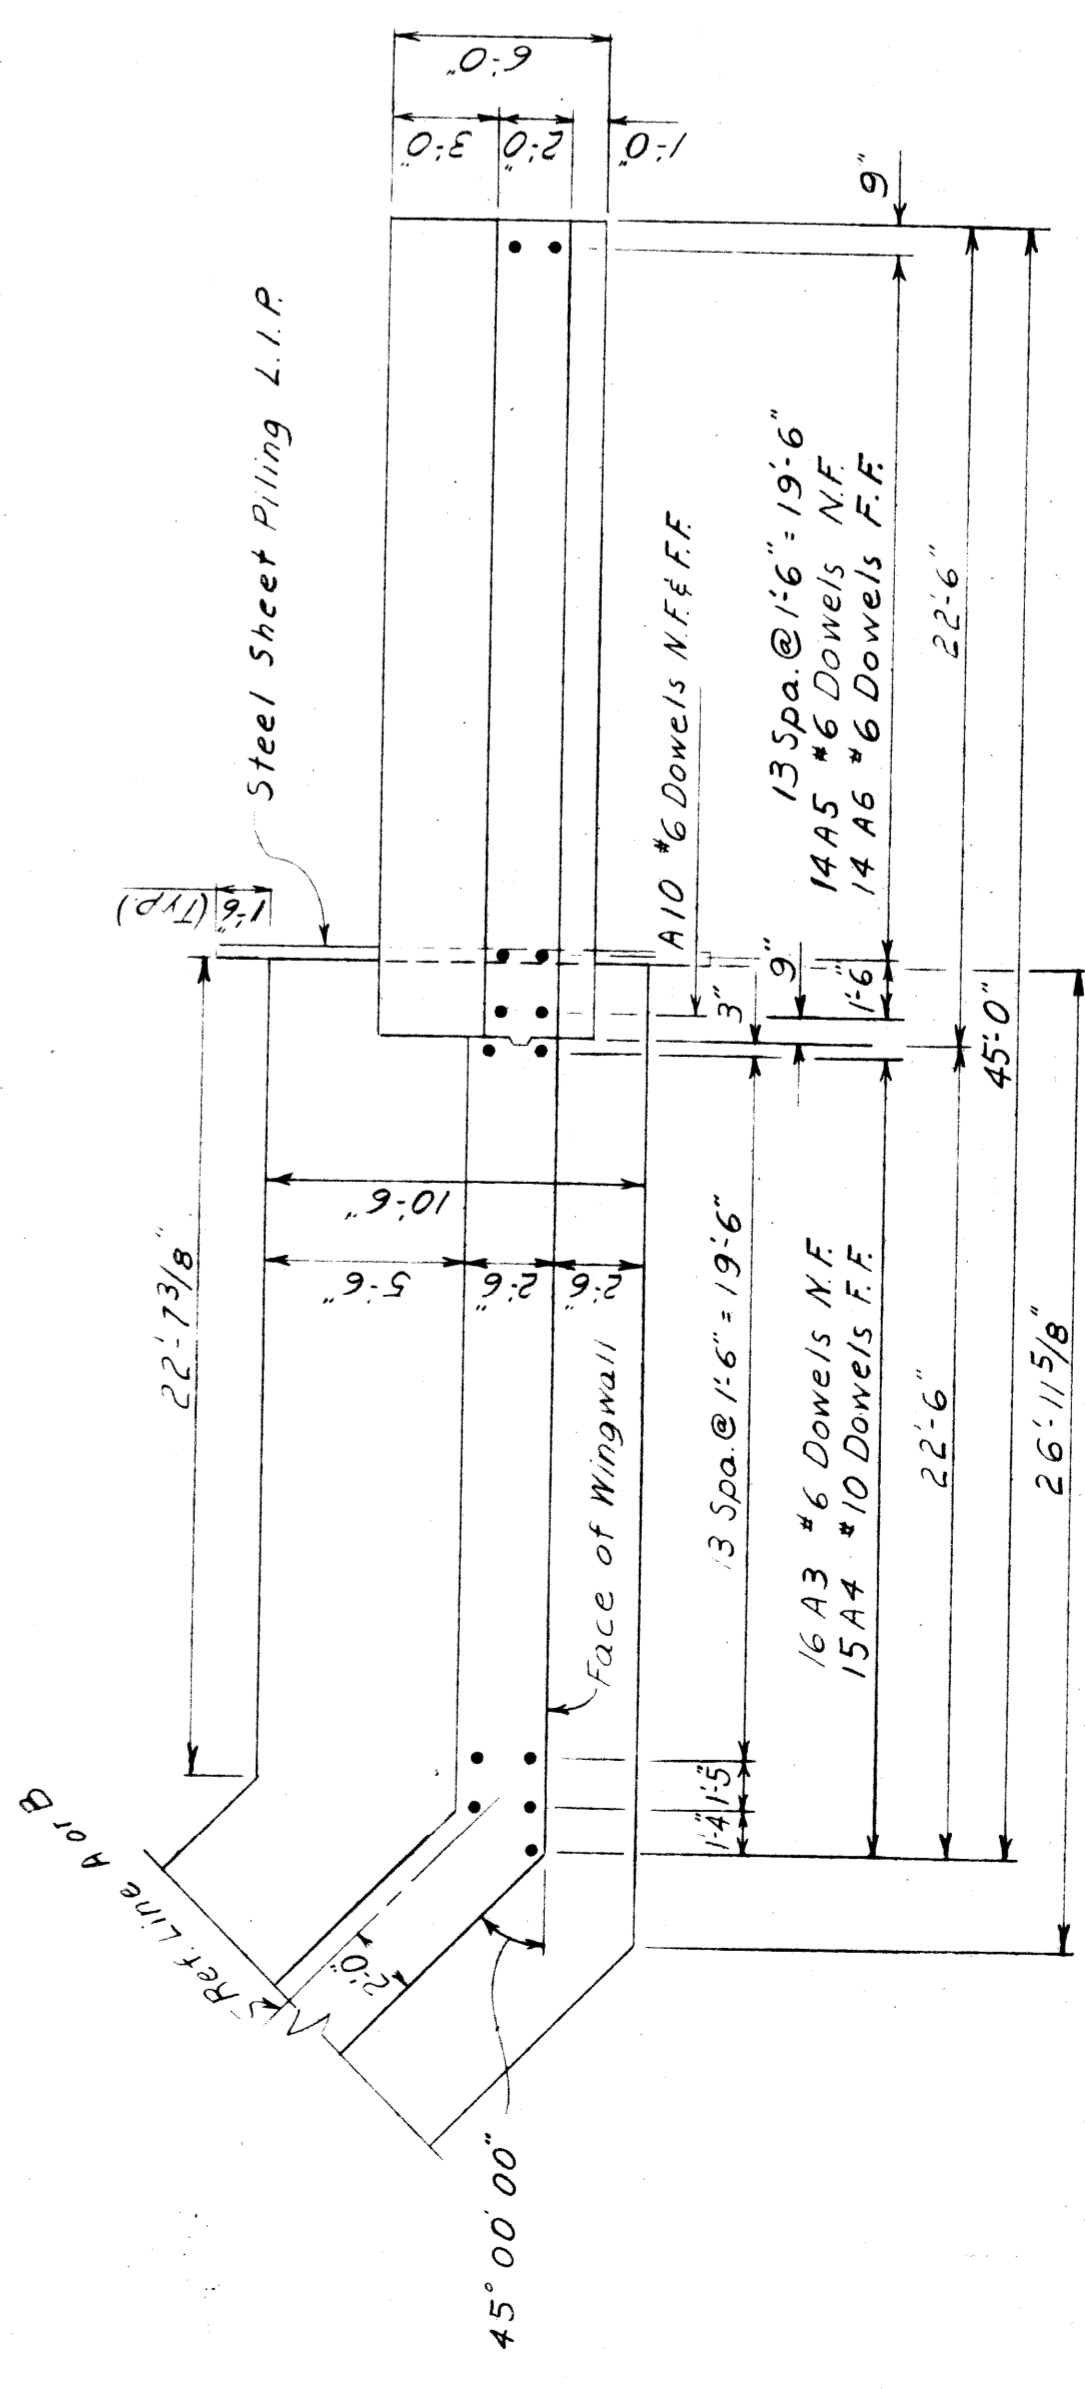 6'-0"
3'-0"
2'-0"
1'-0"
9"
Steel Sheet Piling L.I.P.
1'-6"
(Typ.)
A10 #6 Dowels N.F. & F.F.
13 Spa. @ 1'-6" = 19'-6"
14 A5 #6 Dowels N.F.
14 A6 #6 Dowels F.F.
22'-6"
3"
9"
1'-6"
45'-0"
22'-7 3/8"
10'-6"
5'-6"
2'-6"
2'-6"
13 Spa. @ 1'-6" = 19'-6"
16 A3 #6 Dowels N.F.
15 A4 #10 Dowels F.F.
22'-6"
26'-11 5/8"
Face of Wingwall
1'-4"
1'-5"
Ref. Line A or B
2'-0"
45° 00' 00"